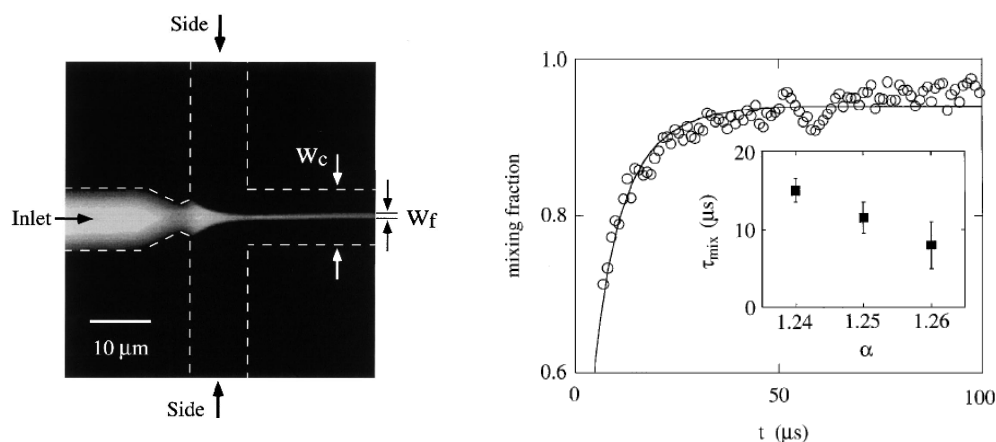 Side
Wc
Inlet
Wf
10 μm
Side
1.0
0.8
0.6
mixing fraction
0
50
100
t (μs)
20
10
0
τmix (μs)
1.24
1.25
1.26
α